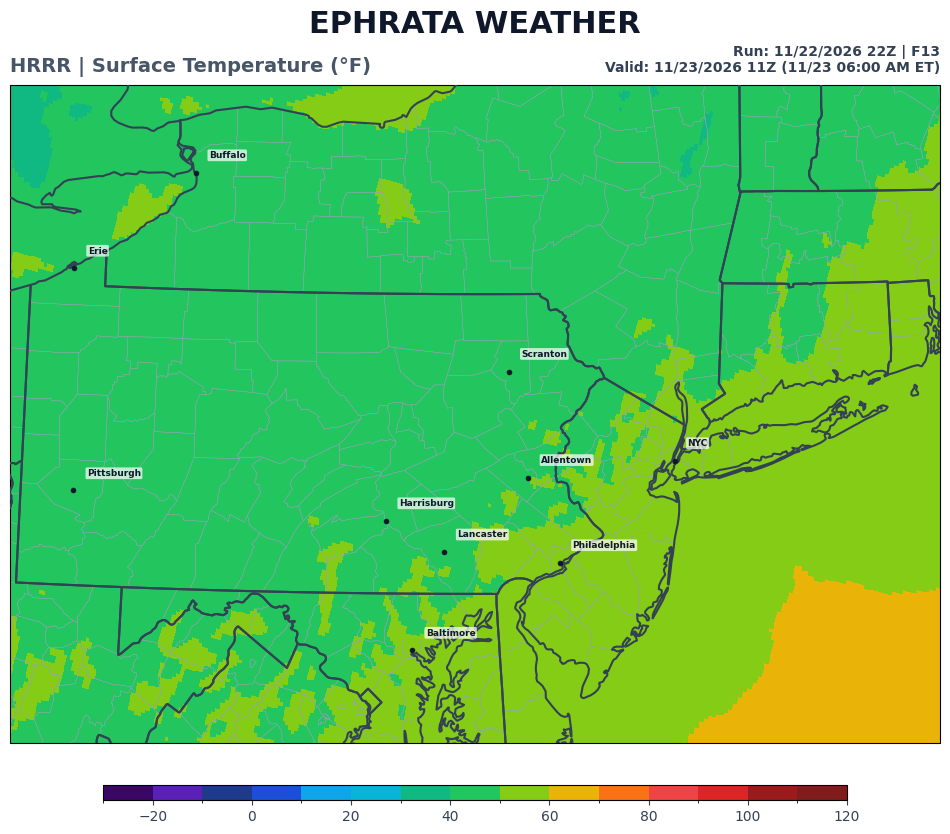 EPHRATA WEATHER
HRRR | Surface Temperature (°F)
Run: 11/22/2026 22Z | F13
Valid: 11/23/2026 11Z (11/23 06:00 AM ET)
Buffalo
Erie
Scranton
NYC
Allentown
Pittsburgh
Harrisburg
Lancaster
Philadelphia
Baltimore
−20 0 20 40 60 80 100 120